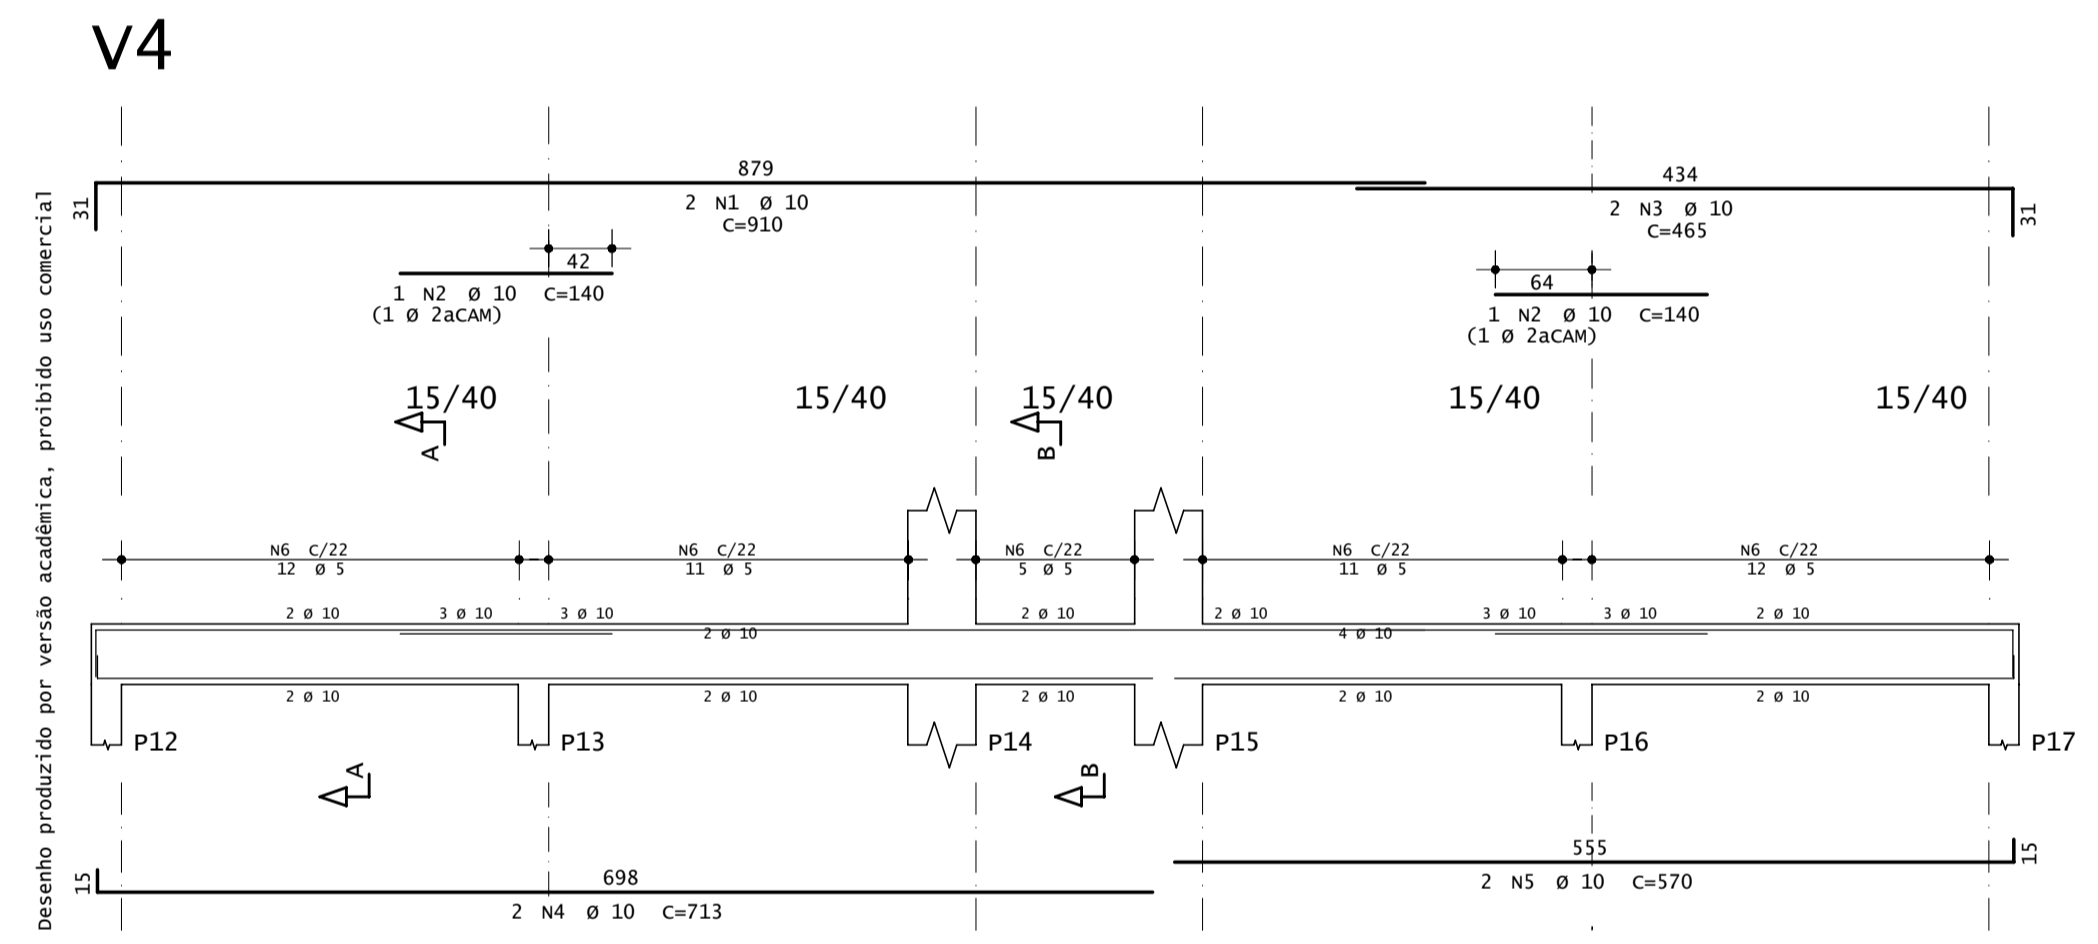 V4
Desenho produzido por versão acadêmica, proibido uso comercial
879
31
2 N1 Ø 10
C=910
434
31
2 N3 Ø 10
C=465
42
1 N2 Ø 10 C=140
(1 Ø 2aCAM)
64
1 N2 Ø 10 C=140
(1 Ø 2aCAM)
15/40 15/40 15/40 15/40 15/40
A B
N6 C/22 N6 C/22 N6 C/22 N6 C/22 N6 C/22
12 Ø 5 11 Ø 5 5 Ø 5 11 Ø 5 12 Ø 5
2 Ø 10 3 Ø 10 3 Ø 10 2 Ø 10 2 Ø 10 3 Ø 10 3 Ø 10 2 Ø 10
2 Ø 10 4 Ø 10
2 Ø 10 2 Ø 10 2 Ø 10 2 Ø 10 2 Ø 10
P12 P13 P14 P15 P16 P17
A B
555
15
2 N5 Ø 10 C=570
698
15
2 N4 Ø 10 C=713